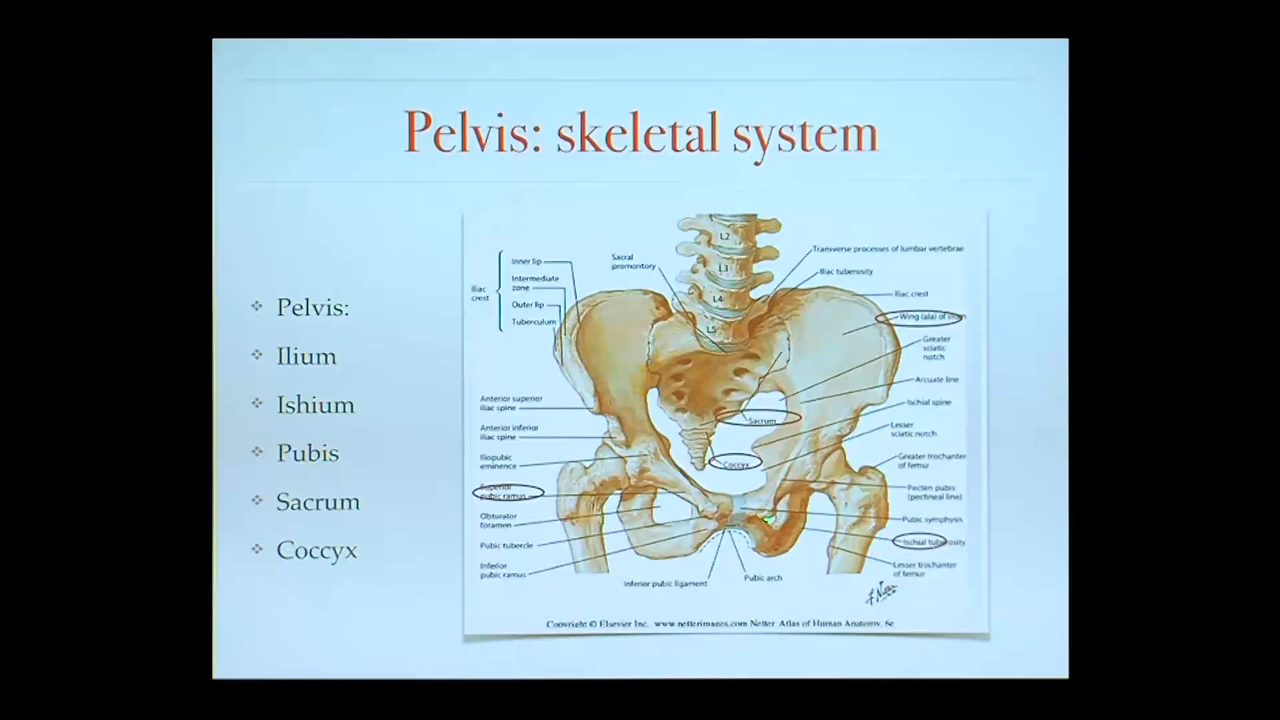 Pelvis: skeletal system
Pelvis:
Ilium
Ishium
Pubis
Sacrum
Coccyx
L2
L3
L4
L5
Iliac
crest
Inner lip
Intermediate
zone
Outer lip
Tuberculum
Sacral
promontory
Anterior superior
iliac spine
Anterior inferior
iliac spine
Iliopubic
eminence
Superior
pubic ramus
Obturator
foramen
Pubic tubercle
Inferior
pubic ramus
Inferior pubic ligament
Pubic arch
Transverse processes of lumbar vertebrae
Iliac tuberosity
Iliac crest
Wing (ala) of ilium
Greater
sciatic
notch
Arcuate line
Ischial spine
Lesser
sciatic notch
Greater trochanter
of femur
Pecten pubis
(pectineal line)
Pubic symphysis
Ischial tuberosity
Lesser trochanter
of femur
Sacrum
Coccyx
F. Netter
Copyright © Elsevier Inc. www.netterimages.com Netter Atlas of Human Anatomy, 6e